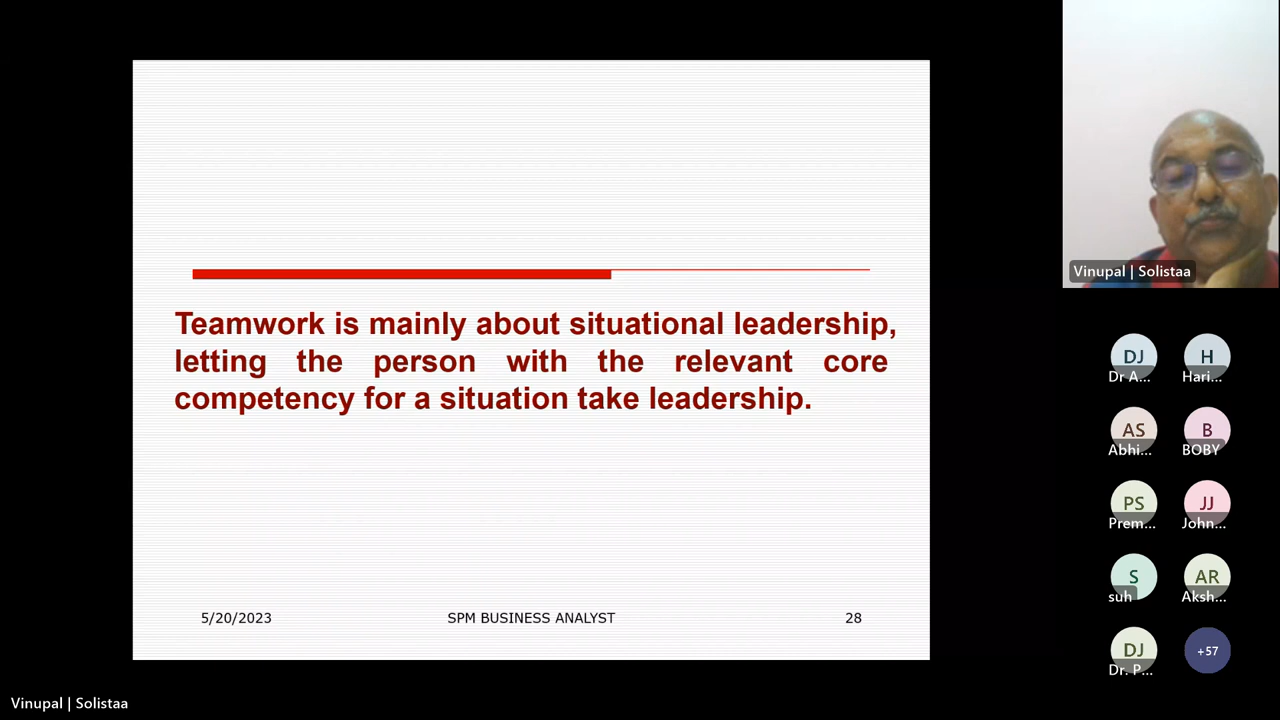 Teamwork is mainly about situational leadership,
letting the person with the relevant core
competency for a situation take leadership.
5/20/2023
SPM BUSINESS ANALYST
28
Vinupal | Solistaa
DJ
H
Dr A...
Hari...
AS
B
Abhi...
BOBY
PS
JJ
Prem...
John...
S
AR
suh
Aksh...
DJ
+57
Dr. P...
Vinupal | Solistaa